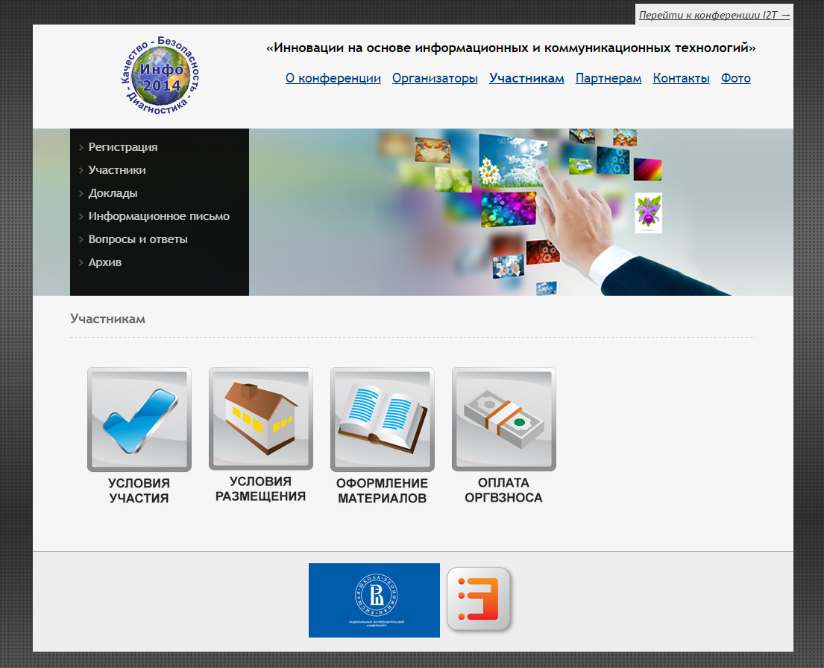 Перейти к конференции I2T →
Качество - Безопасность - Диагностика -
Инфо
2014
«Инновации на основе информационных и коммуникационных технологий»
О конференции Организаторы Участникам Партнерам Контакты Фото
Регистрация
Участники
Доклады
Информационное письмо
Вопросы и ответы
Архив
Участникам
УСЛОВИЯ
УЧАСТИЯ
УСЛОВИЯ
РАЗМЕЩЕНИЯ
ОФОРМЛЕНИЕ
МАТЕРИАЛОВ
ОПЛАТА
ОРГВЗНОСА